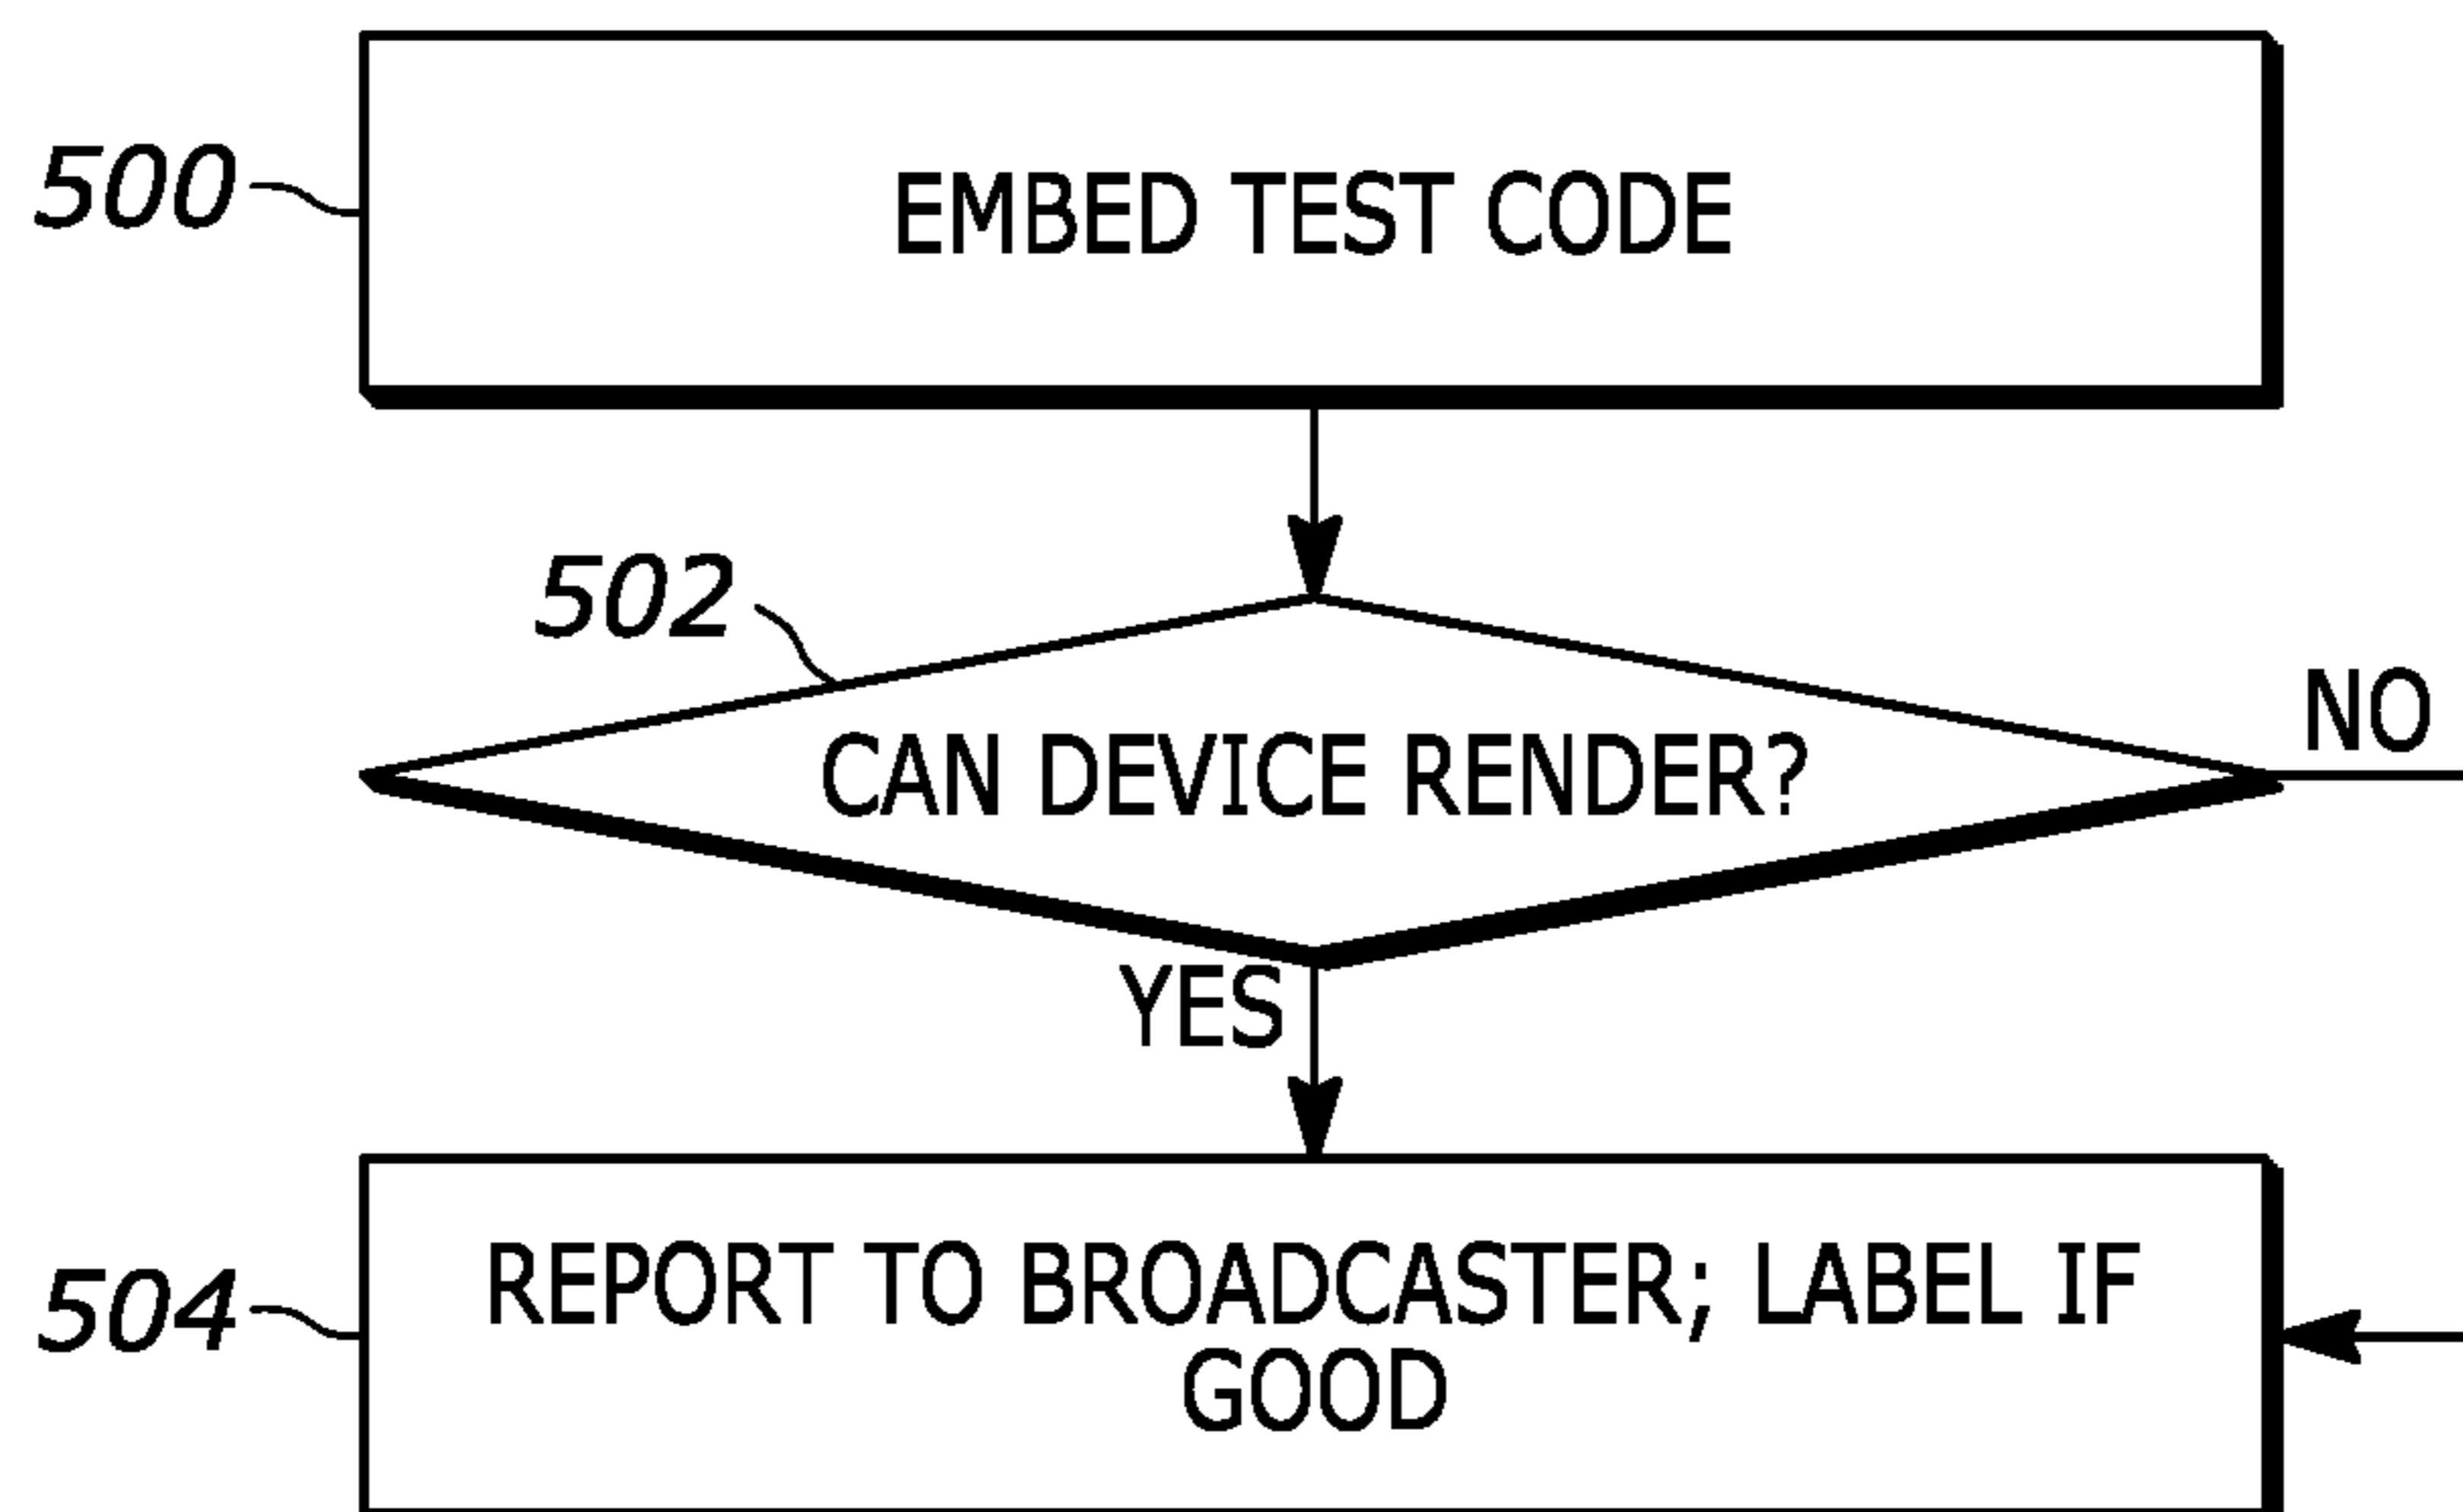 500
EMBED TEST CODE
502
CAN DEVICE RENDER?
NO
YES
504
REPORT TO BROADCASTER; LABEL IF
GOOD